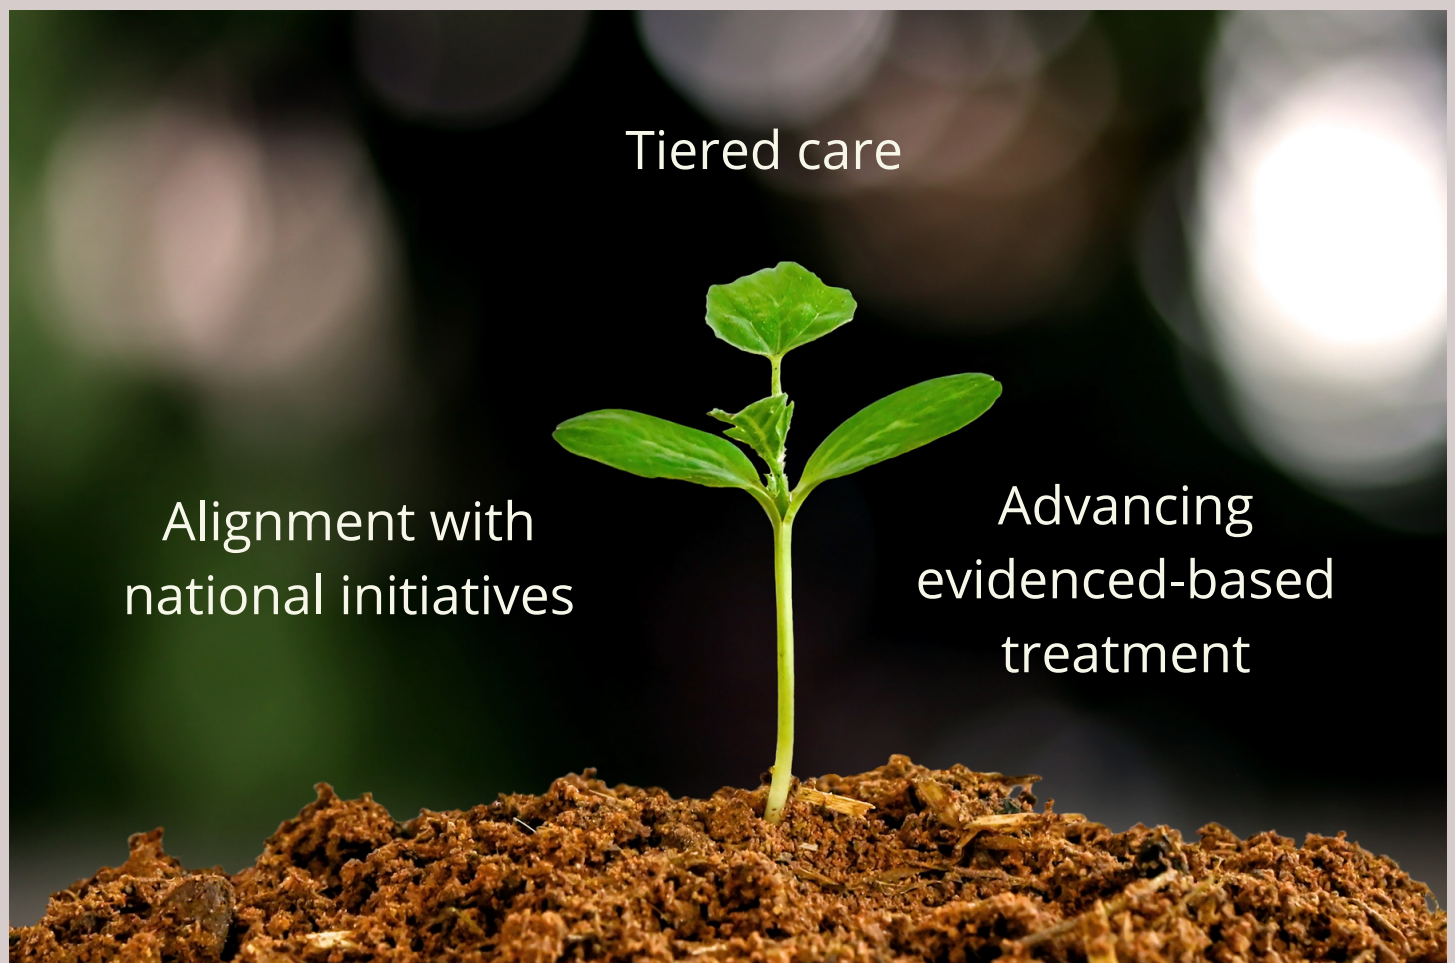 Tiered care
Alignment with
national initiatives
Advancing
evidenced-based
treatment